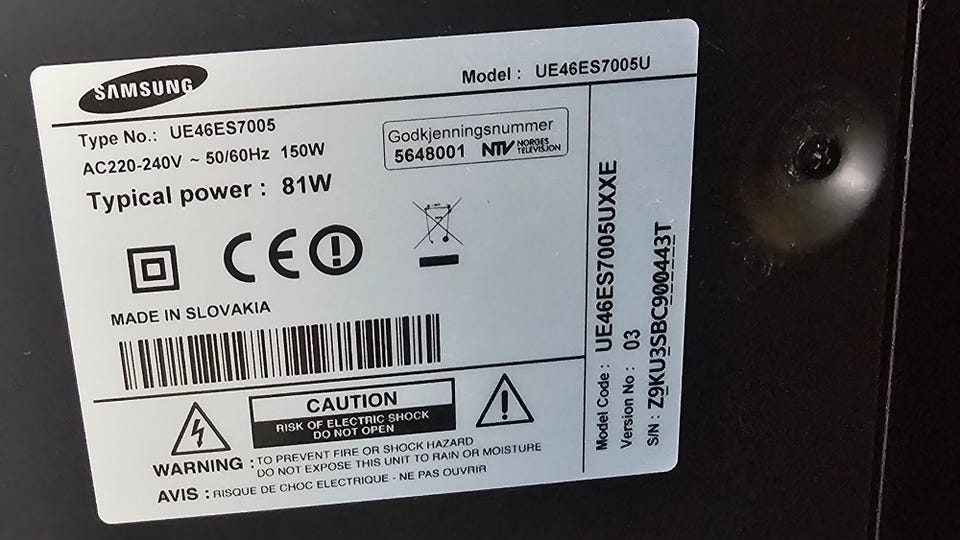 SAMSUNG
Model : UE46ES7005U
Type No.: UE46ES7005
AC220-240V ~ 50/60Hz 150W
Typical power : 81W
Godkjenningsnummer
5648001 NTV NORGES
TELEVISJON
CE
MADE IN SLOVAKIA
CAUTION
RISK OF ELECTRIC SHOCK
DO NOT OPEN
WARNING : TO PREVENT FIRE OR SHOCK HAZARD
DO NOT EXPOSE THIS UNIT TO RAIN OR MOISTURE
AVIS : RISQUE DE CHOC ELECTRIQUE - NE PAS OUVRIR
Model Code : UE46ES7005UXXE
Version No : 03
S/N : Z9KU3SBC900443T